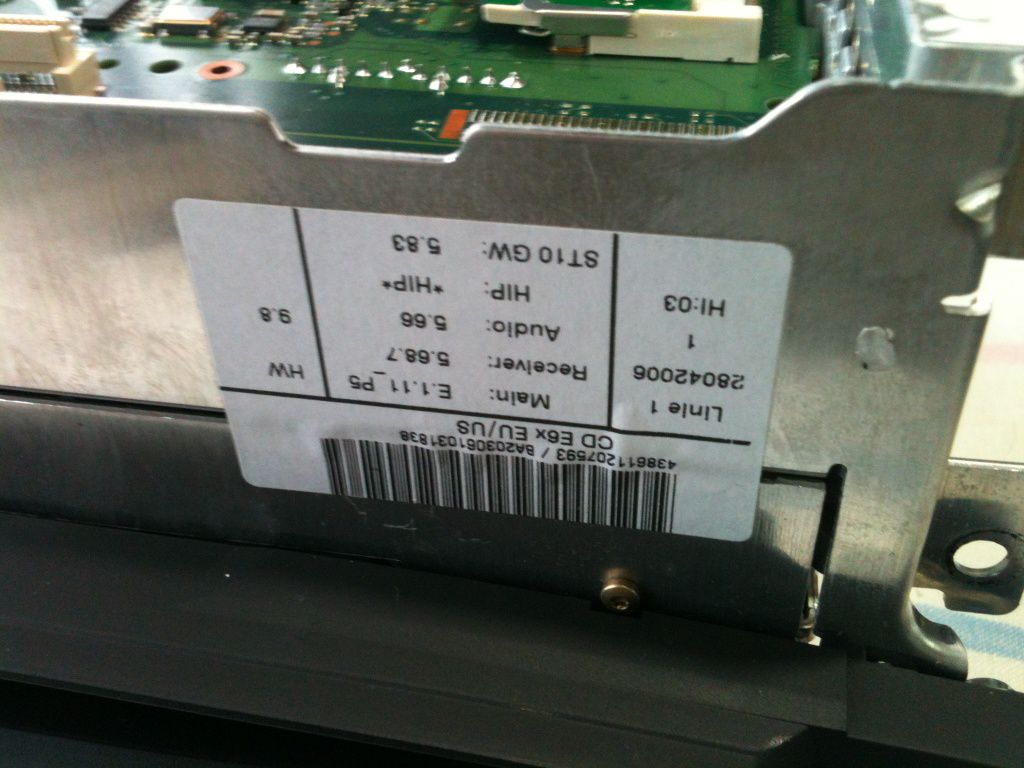 438611207593 / BA2030561031838
CD E6x EU/US
Linie 1
28042006
1
HI:03
Main: E.1.11_P5
Receiver: 5.68.7
Audio: 5.66
HIP: *HIP*
ST10 GW: 5.83
HW
9.8